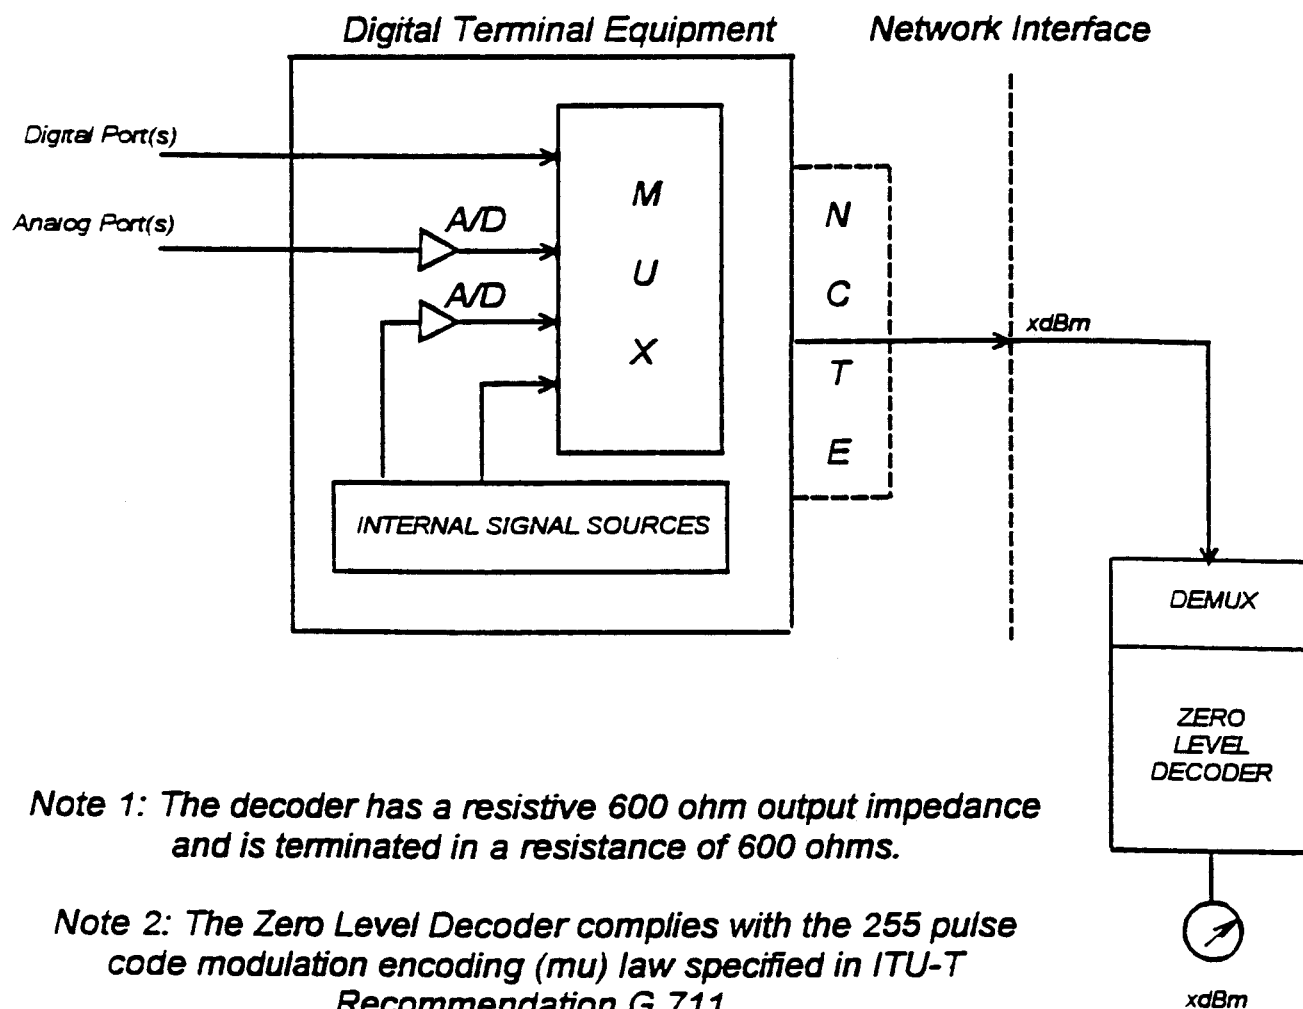 Digital Terminal Equipment
Network Interface
Digital Port(s)
Analog Port(s)
A/D
A/D
M
U
X
N
C
T
E
xdBm
INTERNAL SIGNAL SOURCES
DEMUX
ZERO
LEVEL
DECODER
Note 1: The decoder has a resistive 600 ohm output impedance
and is terminated in a resistance of 600 ohms.
Note 2: The Zero Level Decoder complies with the 255 pulse
code modulation encoding (mu) law specified in ITU-T
Recommendation G.711
xdBm